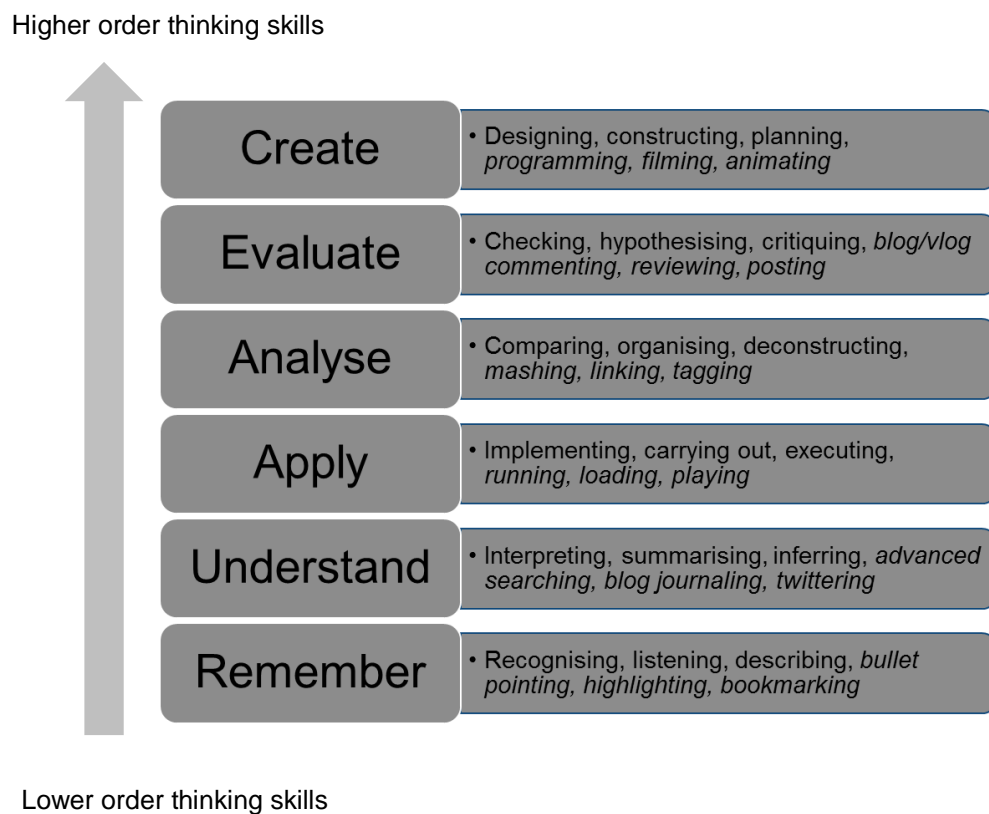 Higher order thinking skills
Create
• Designing, constructing, planning,
programming, filming, animating
Evaluate
• Checking, hypothesising, critiquing, blog/vlog
commenting, reviewing, posting
Analyse
• Comparing, organising, deconstructing,
mashing, linking, tagging
Apply
• Implementing, carrying out, executing,
running, loading, playing
Understand
• Interpreting, summarising, inferring, advanced
searching, blog journaling, twittering
Remember
• Recognising, listening, describing, bullet
pointing, highlighting, bookmarking
Lower order thinking skills